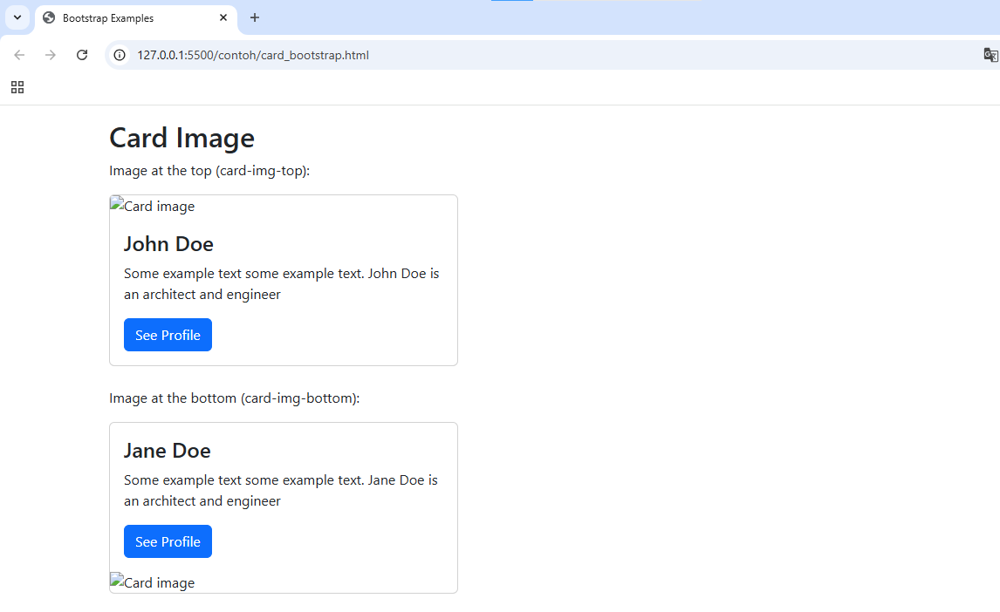 Bootstrap Examples
127.0.0.1:5500/contoh/card_bootstrap.html
Card Image
Image at the top (card-img-top):
Card image
John Doe
Some example text some example text. John Doe is
an architect and engineer
See Profile
Image at the bottom (card-img-bottom):
Jane Doe
Some example text some example text. Jane Doe is
an architect and engineer
See Profile
Card image